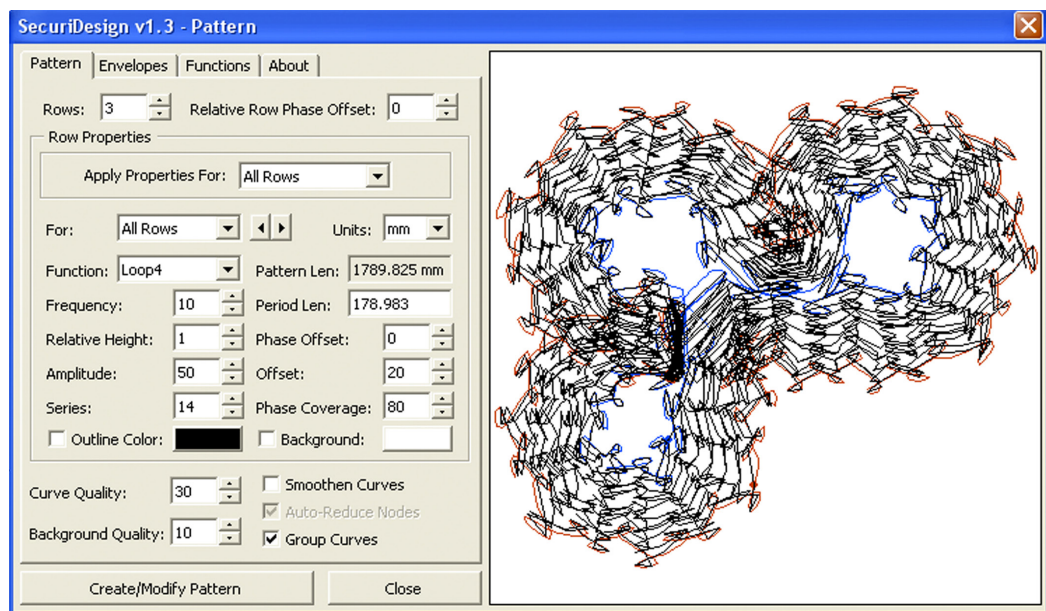 SecuriDesign v1.3 - Pattern
Pattern Envelopes Functions About
Rows: 3 Relative Row Phase Offset: 0
Row Properties
Apply Properties For: All Rows
For: All Rows Units: mm
Function: Loop4 Pattern Len: 1789.825 mm
Frequency: 10 Period Len: 178.983
Relative Height: 1 Phase Offset: 0
Amplitude: 50 Offset: 20
Series: 14 Phase Coverage: 80
Outline Color: Background:
Curve Quality: 30 Smoothen Curves
Auto-Reduce Nodes
Background Quality: 10 Group Curves
Create/Modify Pattern Close